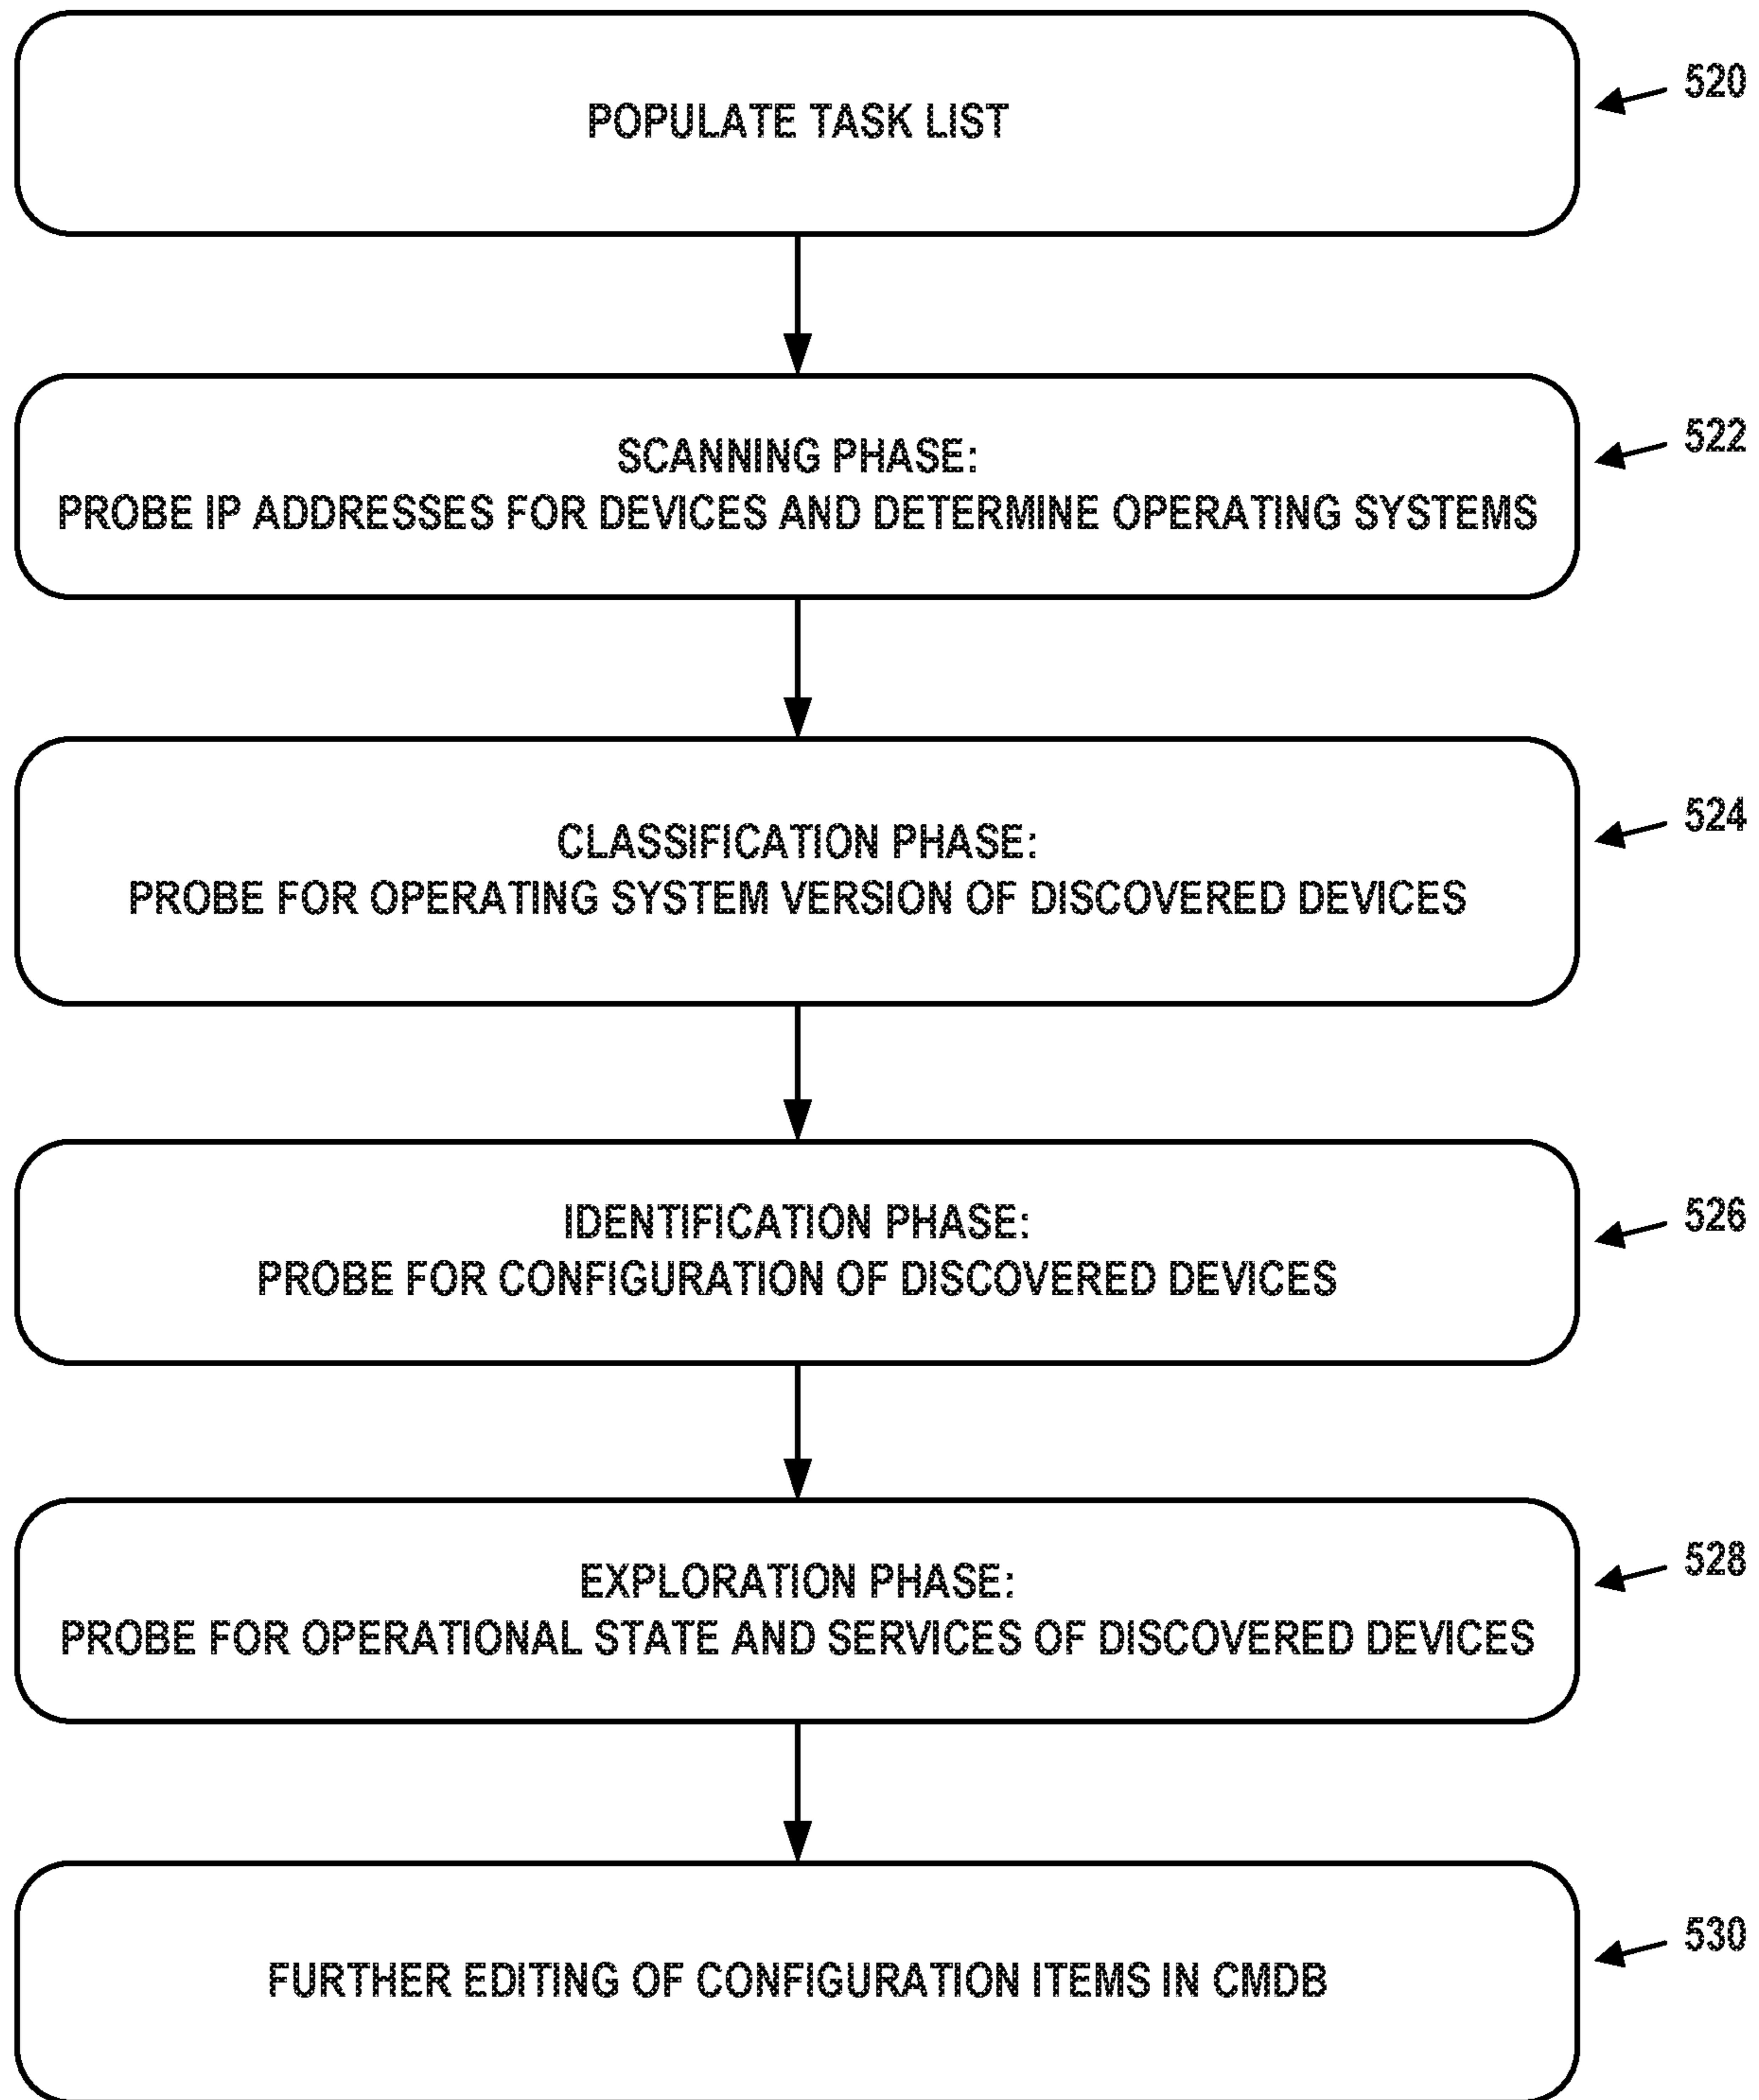 POPULATE TASK LIST
520
SCANNING PHASE:
PROBE IP ADDRESSES FOR DEVICES AND DETERMINE OPERATING SYSTEMS
522
CLASSIFICATION PHASE:
PROBE FOR OPERATING SYSTEM VERSION OF DISCOVERED DEVICES
524
IDENTIFICATION PHASE:
PROBE FOR CONFIGURATION OF DISCOVERED DEVICES
526
EXPLORATION PHASE:
PROBE FOR OPERATIONAL STATE AND SERVICES OF DISCOVERED DEVICES
528
FURTHER EDITING OF CONFIGURATION ITEMS IN CMDB
530